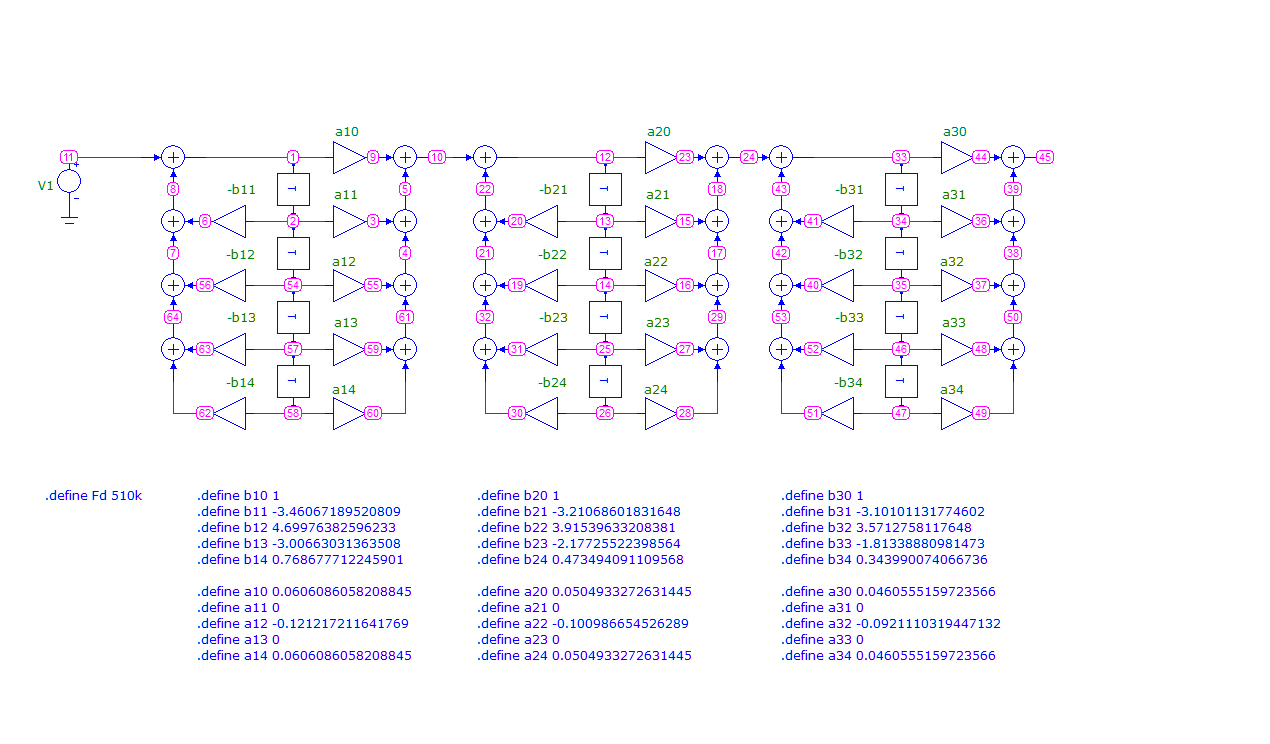 a10 a20 a30
11 1 9 10 12 23 24 33 44 45
V1
8 -b11 T a11 5 22 -b21 T a21 18 43 -b31 T a31 39
6 2 3 20 13 15 41 34 36
7 -b12 T a12 4 21 -b22 T a22 17 42 -b32 T a32 38
56 54 55 19 14 16 40 35 37
64 -b13 T a13 61 32 -b23 T a23 29 53 -b33 T a33 50
63 57 59 31 25 27 52 46 48
-b14 T a14 -b24 T a24 -b34 T a34
62 58 60 30 26 28 51 47 49
.define Fd 510k
.define b10 1
.define b11 -3.46067189520809
.define b12 4.69976382596233
.define b13 -3.00663031363508
.define b14 0.768677712245901
.define a10 0.0606086058208845
.define a11 0
.define a12 -0.121217211641769
.define a13 0
.define a14 0.0606086058208845
.define b20 1
.define b21 -3.21068601831648
.define b22 3.91539633208381
.define b23 -2.17725522398564
.define b24 0.473494091109568
.define a20 0.0504933272631445
.define a21 0
.define a22 -0.100986654526289
.define a23 0
.define a24 0.0504933272631445
.define b30 1
.define b31 -3.10101131774602
.define b32 3.5712758117648
.define b33 -1.81338880981473
.define b34 0.343990074066736
.define a30 0.0460555159723566
.define a31 0
.define a32 -0.0921110319447132
.define a33 0
.define a34 0.0460555159723566